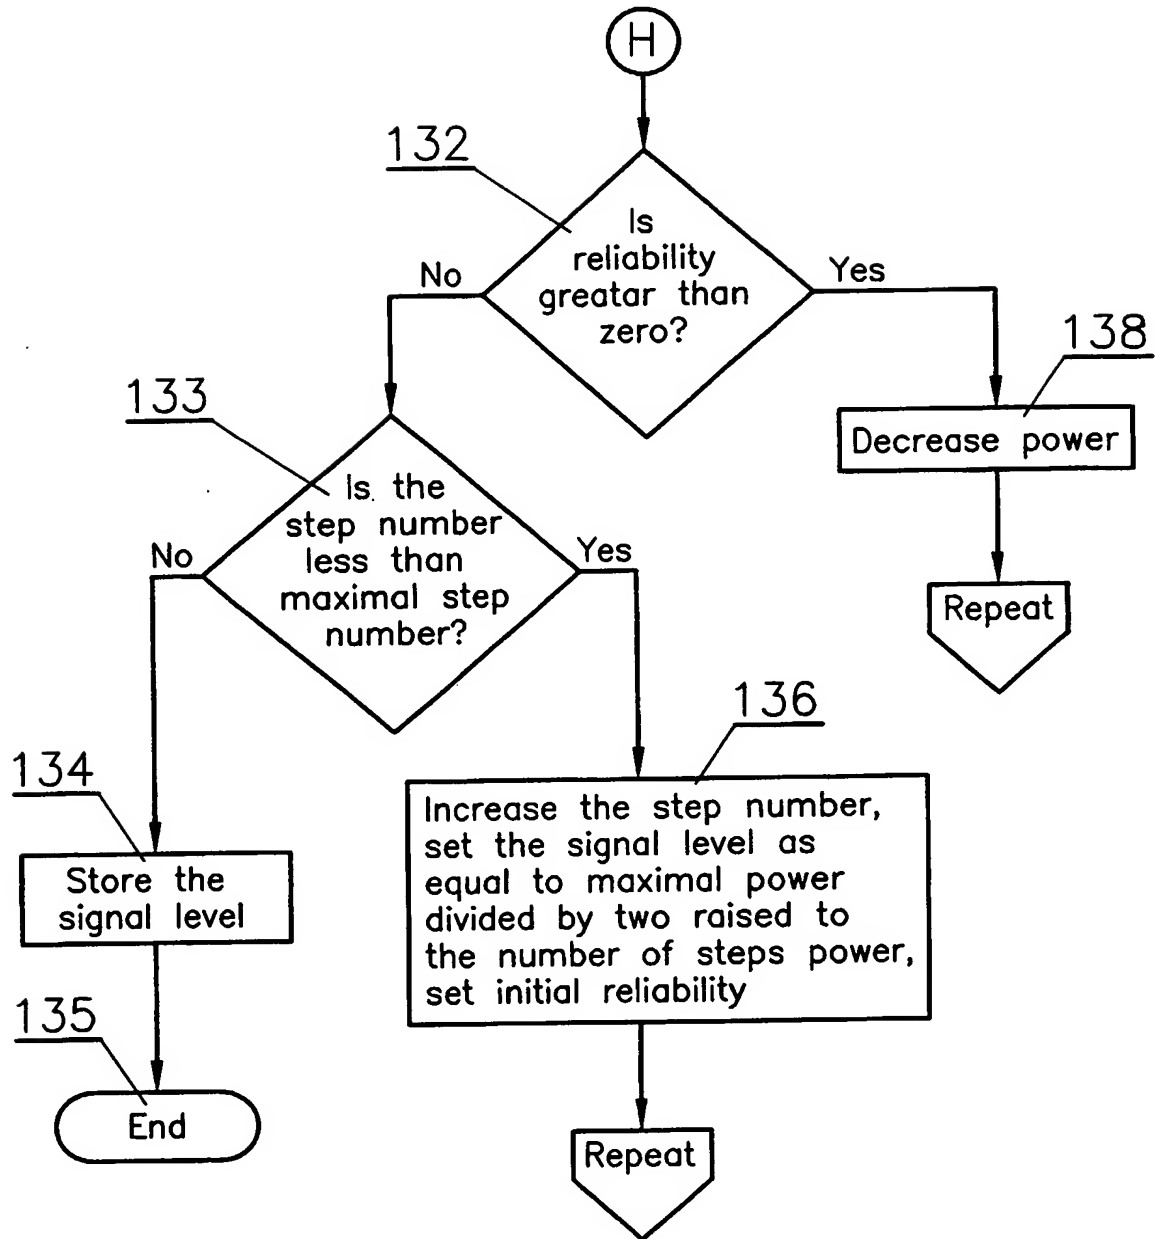 H
132
Is
reliability
greatar than
zero?
No
Yes
138
Decrease power
Repeat
133
Is the
step number
less than
maximal step
number?
No
Yes
134
Store the
signal level
135
End
136
Increase the step number,
set the signal level as
equal to maximal power
divided by two raised to
the number of steps power,
set initial reliability
Repeat